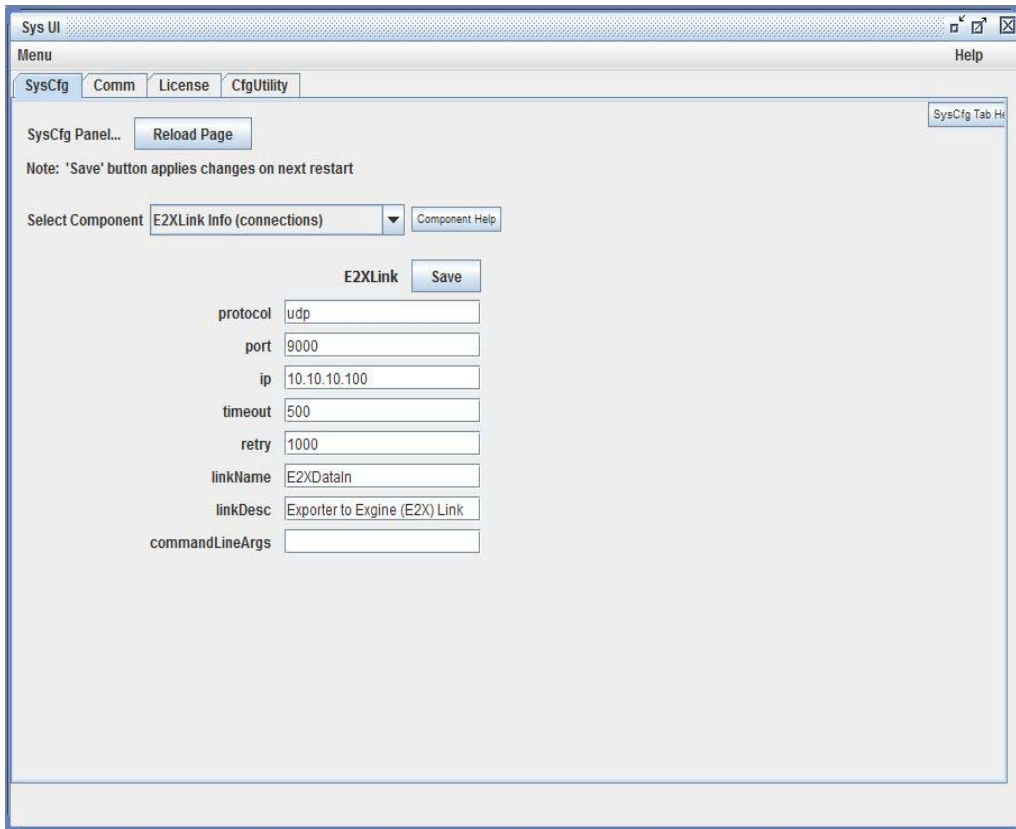 Sys UI
Menu Help
SysCfg Comm License CfgUtility
SysCfg Tab He
SysCfg Panel... Reload Page
Note: 'Save' button applies changes on next restart
Select Component E2XLink Info (connections) Component Help
E2XLink Save
protocol udp
port 9000
ip 10.10.10.100
timeout 500
retry 1000
linkName E2XDataIn
linkDesc Exporter to Exgine (E2X) Link
commandLineArgs